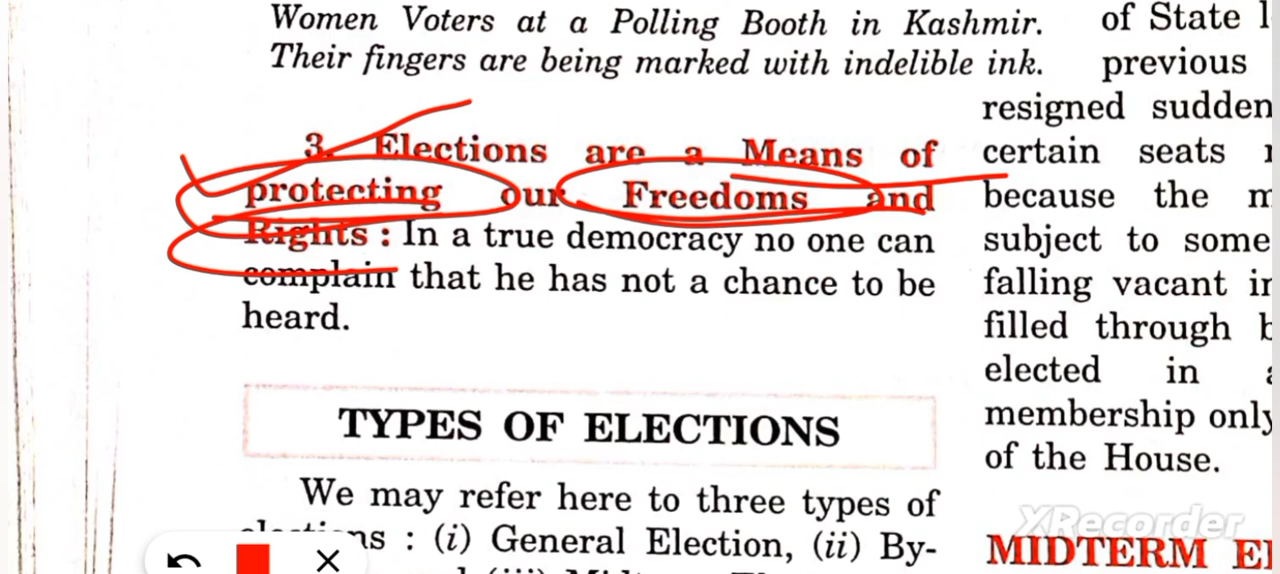 Women Voters at a Polling Booth in Kashmir.
Their fingers are being marked with indelible ink.
3. Elections are a Means of
protecting our Freedoms and
Rights : In a true democracy no one can
complain that he has not a chance to be
heard.
TYPES OF ELECTIONS
We may refer here to three types of
: (i) General Election, (ii) By-
of State
previous
resigned
certain seats
because the
subject to some
falling vacant
filled through
elected in
membership only
of the House.
MIDTERM
XRecorder